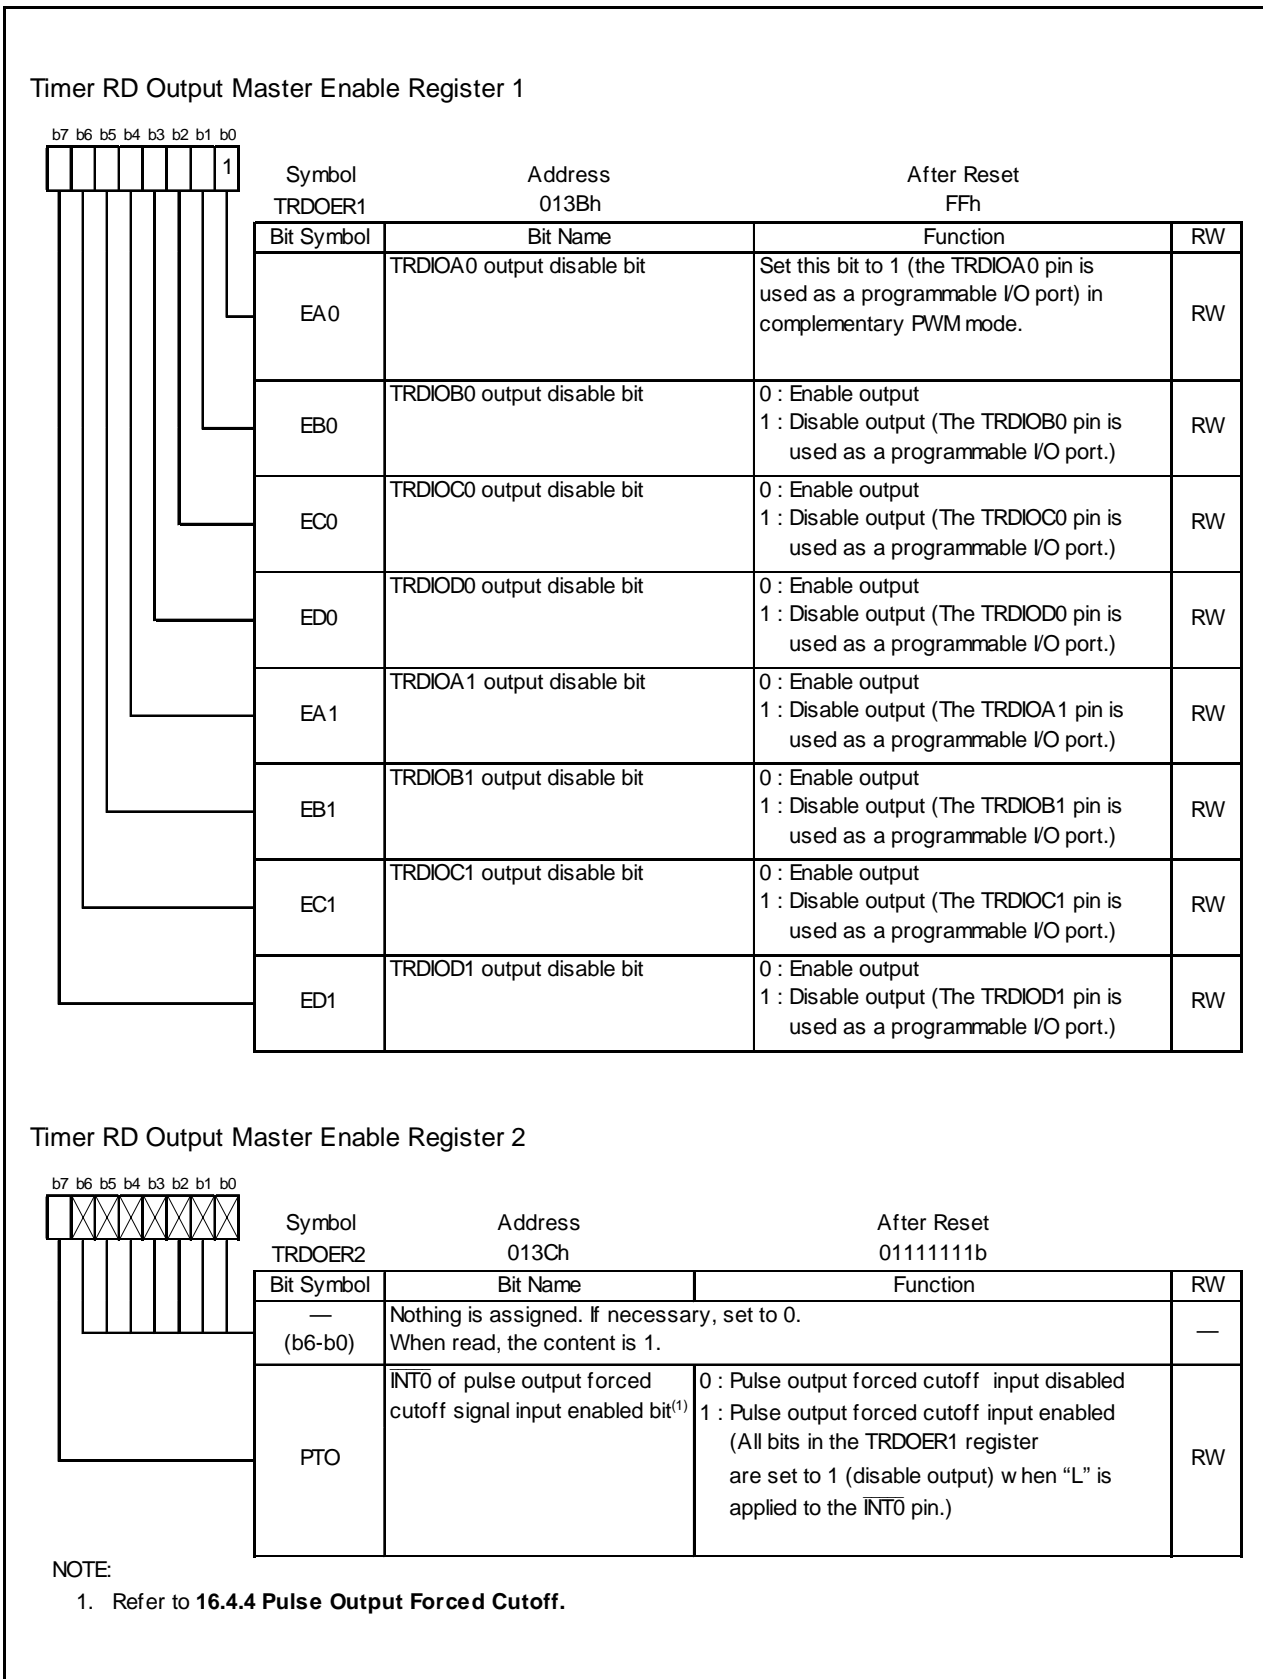 Timer RD Output Master Enable Register 1
b7 b6 b5 b4 b3 b2 b1 b0
1
Symbol Address After Reset
TRDOER1 013Bh FFh
Bit Symbol Bit Name Function RW
EA0 TRDIOA0 output disable bit Set this bit to 1 (the TRDIOA0 pin is
used as a programmable I/O port) in
complementary PWM mode. RW
EB0 TRDIOB0 output disable bit 0 : Enable output
1 : Disable output (The TRDIOB0 pin is
used as a programmable I/O port.) RW
EC0 TRDIOC0 output disable bit 0 : Enable output
1 : Disable output (The TRDIOC0 pin is
used as a programmable I/O port.) RW
ED0 TRDIOD0 output disable bit 0 : Enable output
1 : Disable output (The TRDIOD0 pin is
used as a programmable I/O port.) RW
EA1 TRDIOA1 output disable bit 0 : Enable output
1 : Disable output (The TRDIOA1 pin is
used as a programmable I/O port.) RW
EB1 TRDIOB1 output disable bit 0 : Enable output
1 : Disable output (The TRDIOB1 pin is
used as a programmable I/O port.) RW
EC1 TRDIOC1 output disable bit 0 : Enable output
1 : Disable output (The TRDIOC1 pin is
used as a programmable I/O port.) RW
ED1 TRDIOD1 output disable bit 0 : Enable output
1 : Disable output (The TRDIOD1 pin is
used as a programmable I/O port.) RW
Timer RD Output Master Enable Register 2
b7 b6 b5 b4 b3 b2 b1 b0
Symbol Address After Reset
TRDOER2 013Ch 01111111b
Bit Symbol Bit Name Function RW
— Nothing is assigned. If necessary, set to 0.
(b6-b0) When read, the content is 1. —
PTO INT0 of pulse output forced
cutoff signal input enabled bit(1)
0 : Pulse output forced cutoff input disabled
1 : Pulse output forced cutoff input enabled
(All bits in the TRDOER1 register
are set to 1 (disable output) when “L” is
applied to the INT0 pin.) RW
NOTE:
1. Refer to 16.4.4 Pulse Output Forced Cutoff.